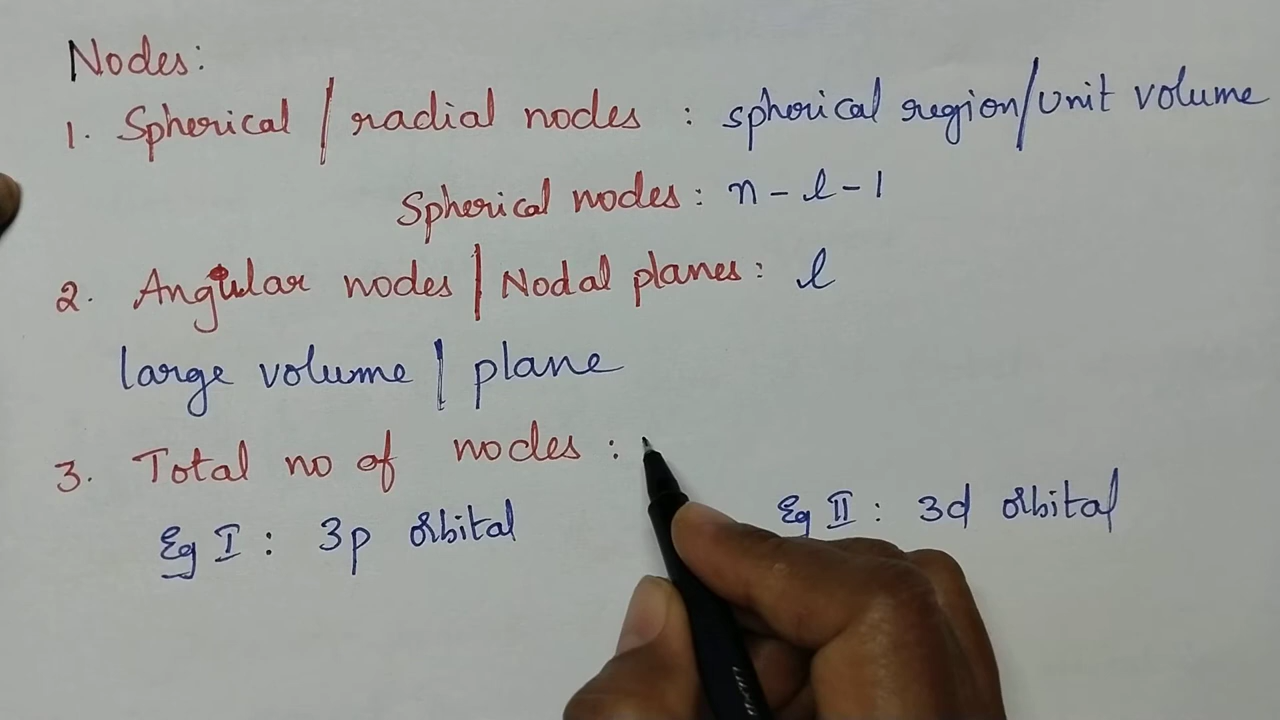 Nodes:
1. Spherical / radial nodes : spherical region/unit volume
Spherical nodes: n - l - 1
2. Angular nodes | Nodal planes: l
large volume | plane
3. Total no of nodes :
Eg I : 3p orbital
Eg II : 3d orbital